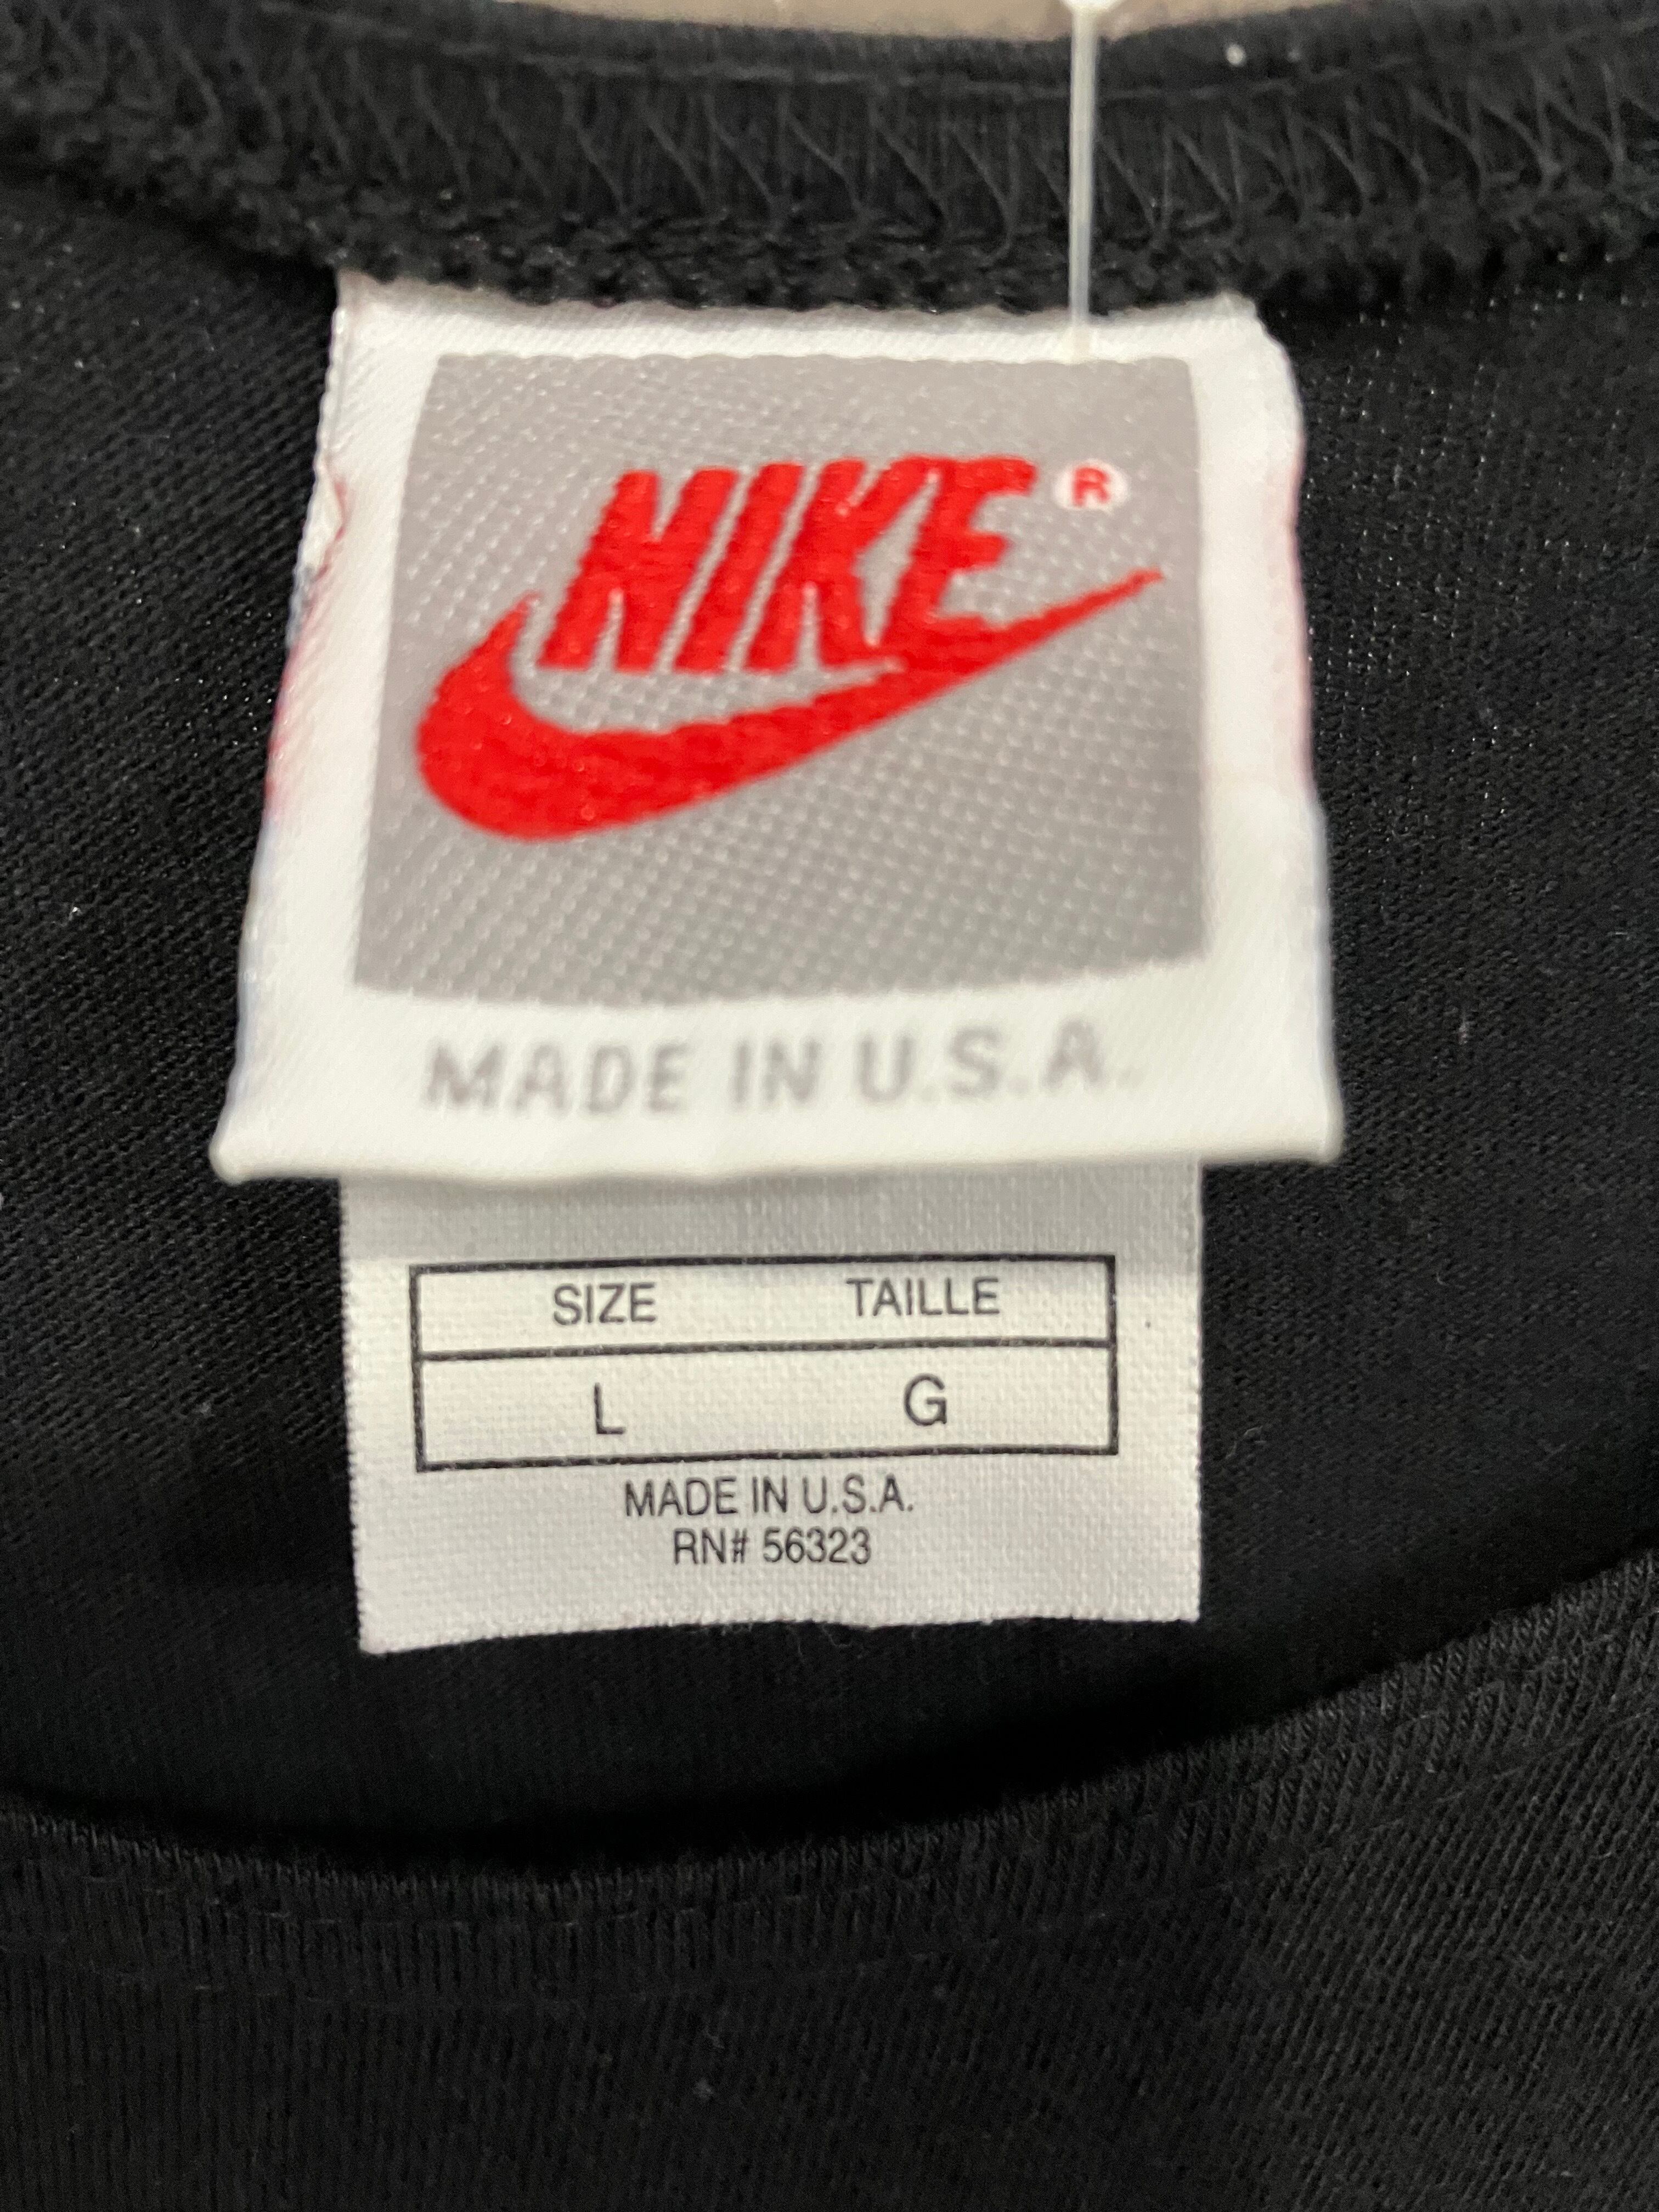 NIKE®
MADE IN U.S.A.
SIZE TAILLE
L G
MADE IN U.S.A.
RN# 56323